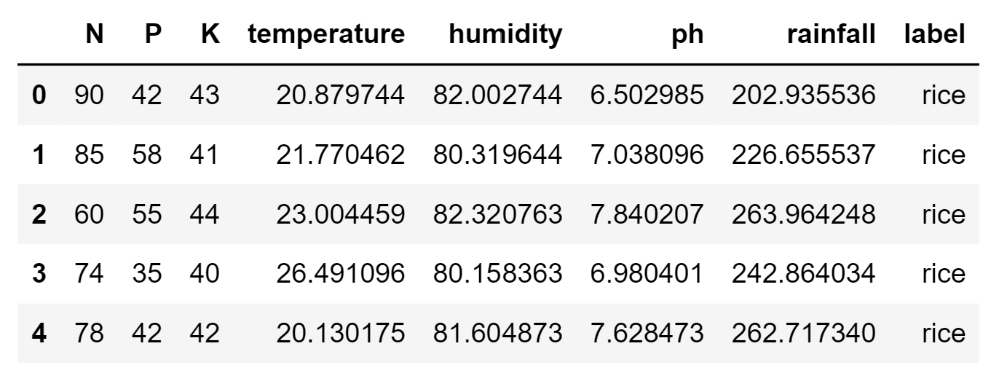 N P K temperature humidity ph rainfall label
0 90 42 43 20.879744 82.002744 6.502985 202.935536 rice
1 85 58 41 21.770462 80.319644 7.038096 226.655537 rice
2 60 55 44 23.004459 82.320763 7.840207 263.964248 rice
3 74 35 40 26.491096 80.158363 6.980401 242.864034 rice
4 78 42 42 20.130175 81.604873 7.628473 262.717340 rice